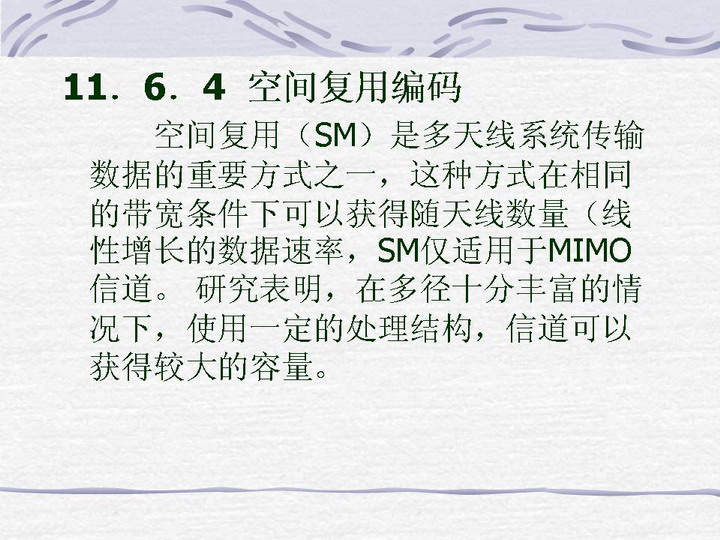 11．6．4 空间复用编码
空间复用（SM）是多天线系统传输
数据的重要方式之一，这种方式在相同
的带宽条件下可以获得随天线数量（线
性增长的数据速率，SM仅适用于MIMO
信道。 研究表明，在多径十分丰富的情
况下，使用一定的处理结构，信道可以
获得较大的容量。